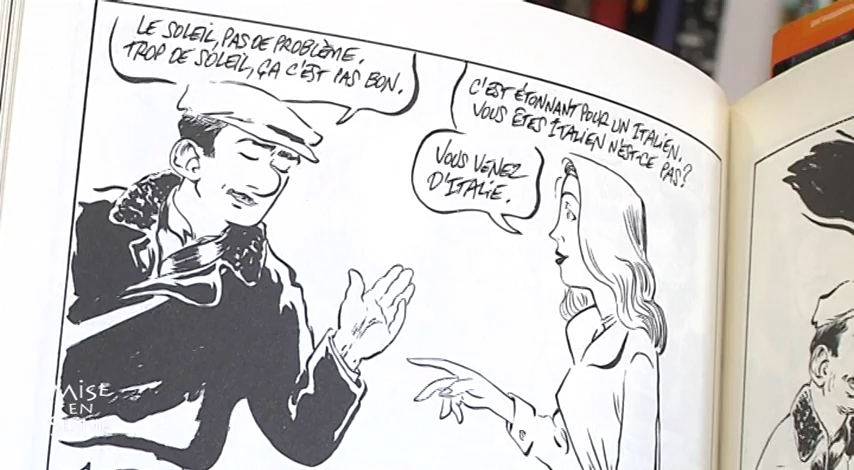 LE SOLEIL, PAS DE PROBLÈME.
TROP DE SOLEIL, ÇA C'EST PAS BON.
C'EST ÉTONNANT POUR UN ITALIEN.
VOUS ÊTES ITALIEN N'EST-CE PAS?
VOUS VENEZ
D'ITALIE.
MISE
EN